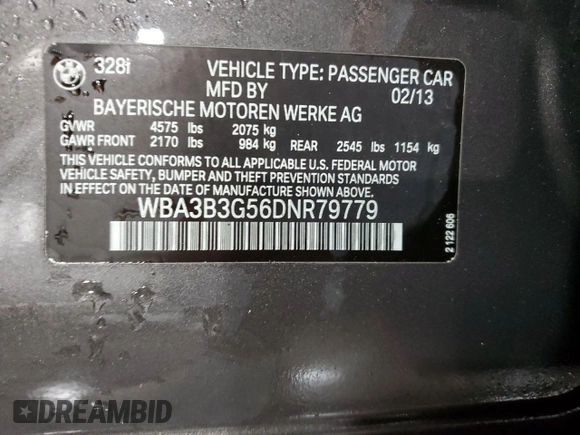 328i VEHICLE TYPE: PASSENGER CAR
MFD BY 02/13
BAYERISCHE MOTOREN WERKE AG
GVWR 4575 lbs 2075 kg
GAWR FRONT 2170 lbs 984 kg REAR 2545 lbs 1154 kg
THIS VEHICLE CONFORMS TO ALL APPLICABLE U.S. FEDERAL MOTOR
VEHICLE SAFETY, BUMPER AND THEFT PREVENTION STANDARDS
IN EFFECT ON THE DATE OF MANUFACTURE SHOWN ABOVE.
WBA3B3G56DNR79779
2 122 606
DREAMBID